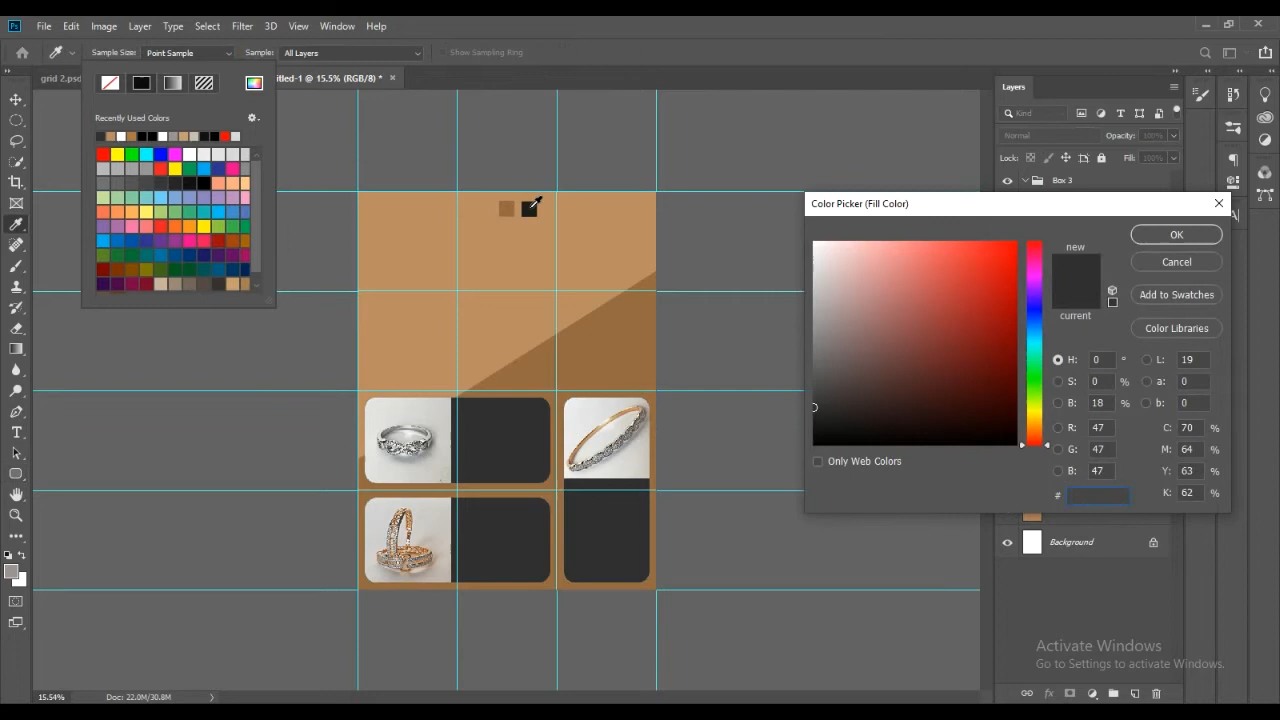 Ps File Edit Image Layer Type Select Filter 3D View Window Help
Sample Size: Point Sample Sample: All Layers Show Sampling Ring
grid 2.psd
titled-1 @ 15.5% (RGB/8) *
Recently Used Colors
Layers
Kind
Normal Opacity: 100%
Lock: Fill: 100%
Box 3
Color Picker (Fill Color)
new
current
OK
Cancel
Add to Swatches
Color Libraries
H: 0 ° L: 19
S: 0 % a: 0
B: 18 % b: 0
R: 47 C: 70 %
G: 47 M: 64 %
B: 47 Y: 63 %
# K: 62 %
Only Web Colors
Background
Activate Windows
Go to Settings to activate Windows.
15.54% Doc: 22.0M/30.8M